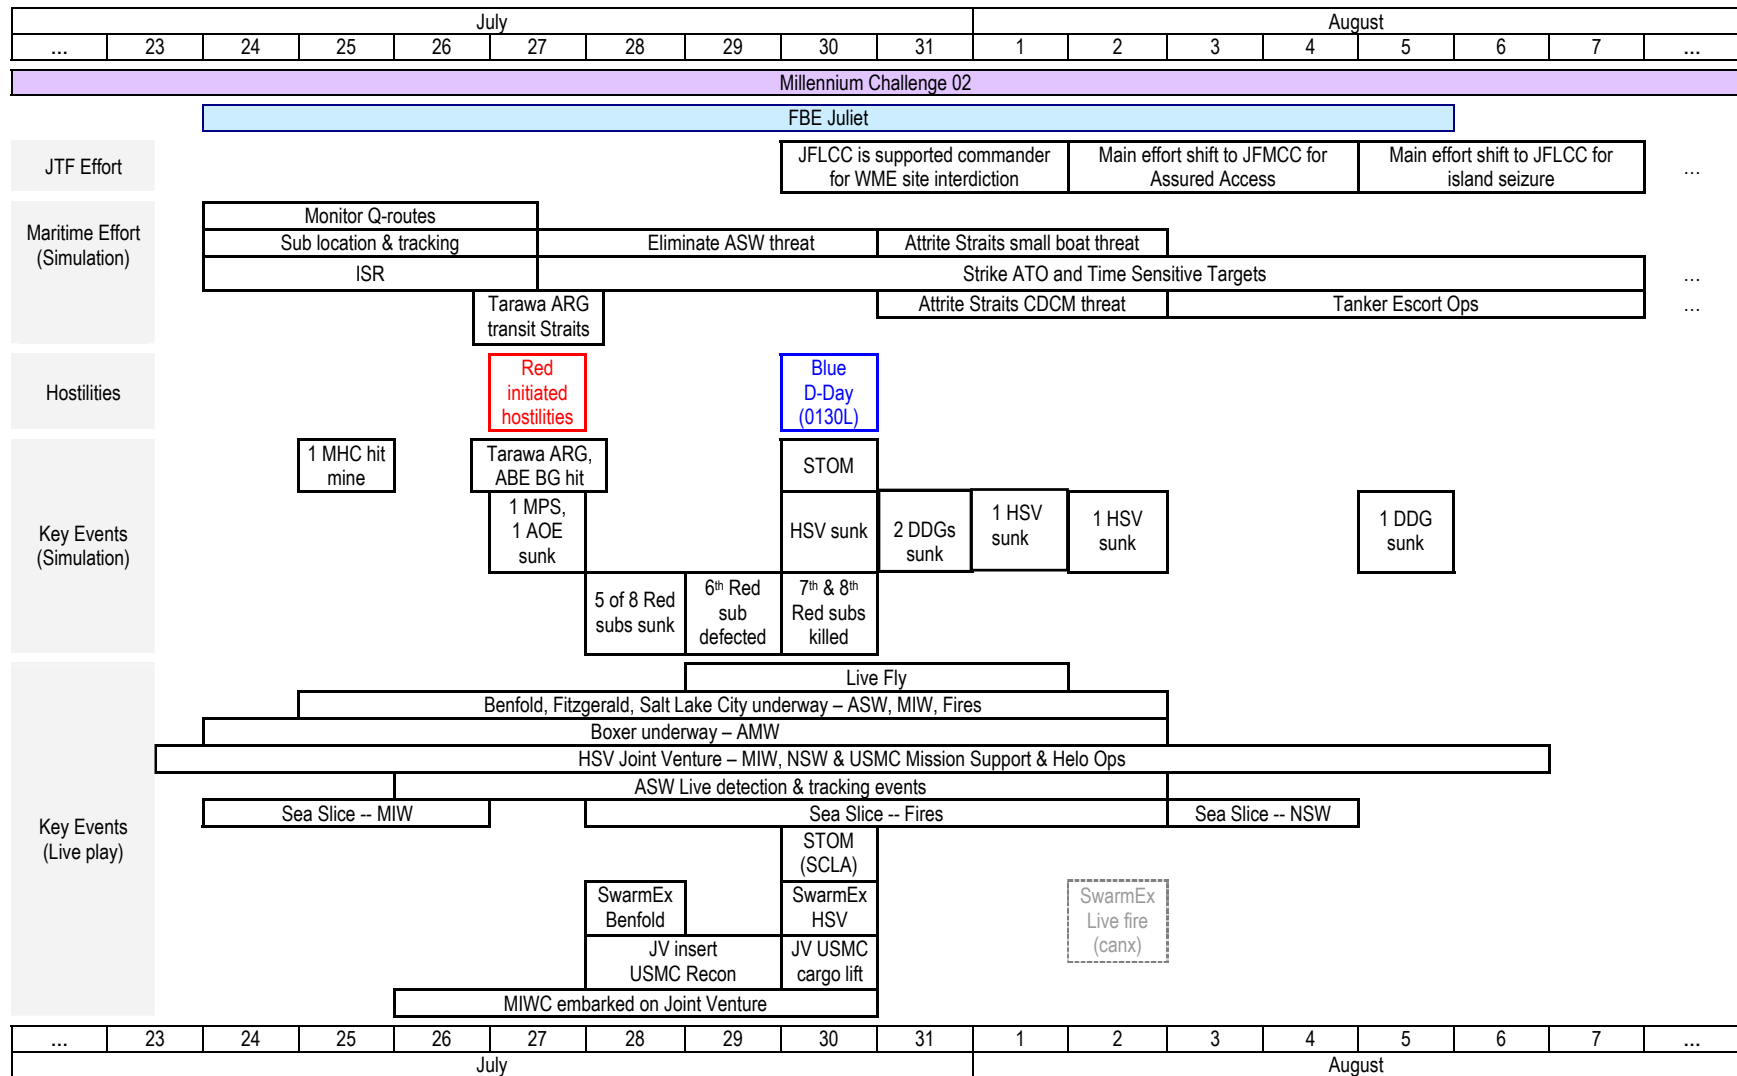 July August
… 23 24 25 26 27 28 29 30 31 1 2 3 4 5 6 7 …
Millennium Challenge 02
FBE Juliet
JTF Effort
JFLCC is supported commander
for WME site interdiction
Main effort shift to JFMCC for
Assured Access
Main effort shift to JFLCC for
island seizure
…
Maritime Effort
(Simulation)
Monitor Q-routes
Sub location & tracking
Eliminate ASW threat
Attrite Straits small boat threat
ISR
Strike ATO and Time Sensitive Targets
…
Tarawa ARG
transit Straits
Attrite Straits CDCM threat
Tanker Escort Ops
…
Hostilities
Red
initiated
hostilities
Blue
D-Day
(0130L)
Key Events
(Simulation)
1 MHC hit
mine
Tarawa ARG,
ABE BG hit
STOM
1 MPS,
1 AOE
sunk
HSV sunk
2 DDGs
sunk
1 HSV
sunk
1 HSV
sunk
1 DDG
sunk
5 of 8 Red
subs sunk
6th Red
sub
defected
7th & 8th
Red subs
killed
Key Events
(Live play)
Live Fly
Benfold, Fitzgerald, Salt Lake City underway – ASW, MIW, Fires
Boxer underway – AMW
HSV Joint Venture – MIW, NSW & USMC Mission Support & Helo Ops
ASW Live detection & tracking events
Sea Slice -- MIW
Sea Slice -- Fires
Sea Slice -- NSW
STOM
(SCLA)
SwarmEx
Benfold
SwarmEx
HSV
SwarmEx
Live fire
(canx)
JV insert
USMC Recon
JV USMC
cargo lift
MIWC embarked on Joint Venture
… 23 24 25 26 27 28 29 30 31 1 2 3 4 5 6 7 …
July August